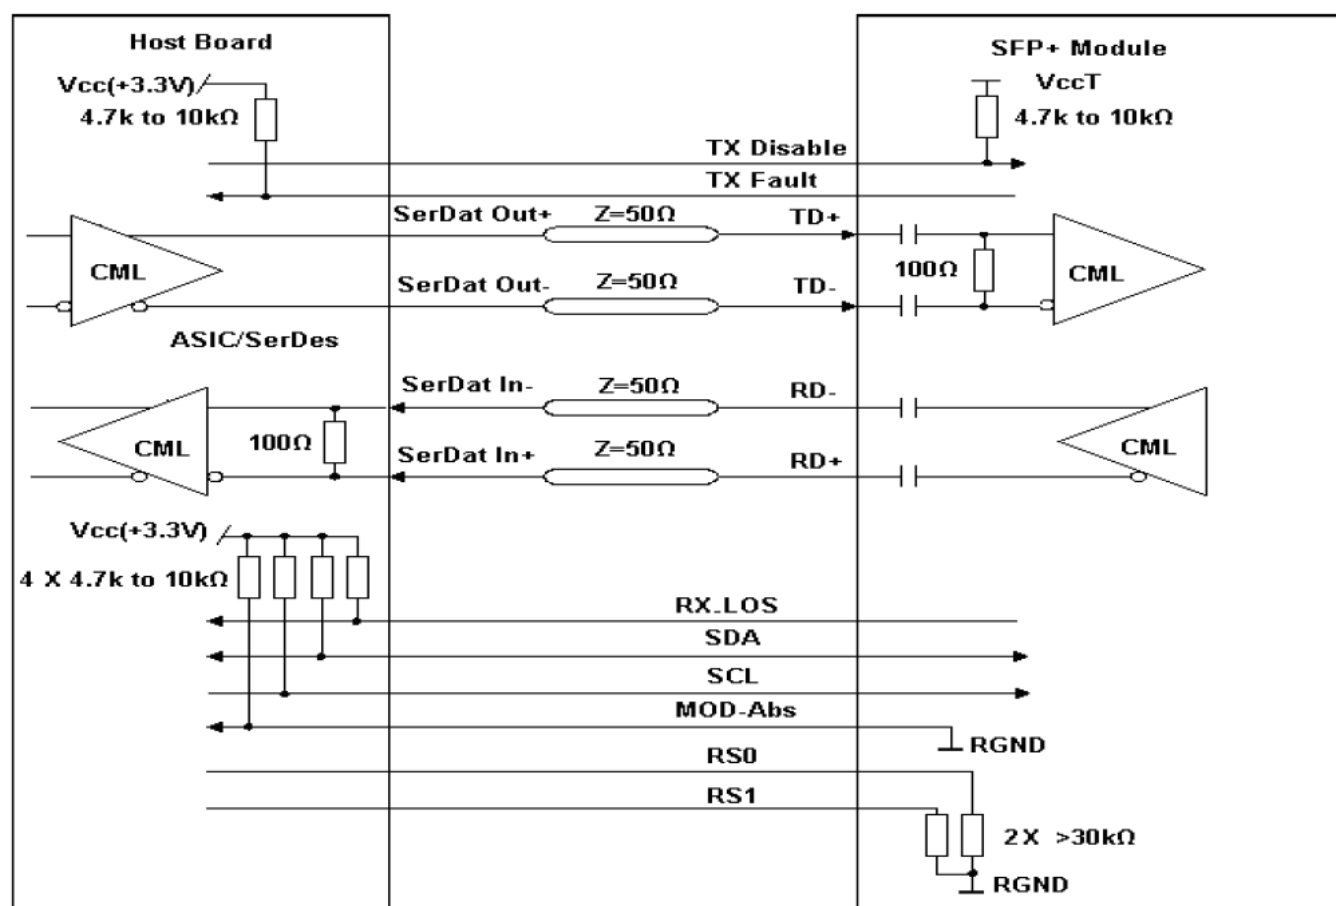 Host Board
SFP+ Module
Vcc(+3.3V)
VccT
4.7k to 10kΩ
4.7k to 10kΩ
TX Disable
TX Fault
SerDat Out+
Z=50Ω
TD+
CML
100Ω
CML
SerDat Out-
Z=50Ω
TD-
ASIC/SerDes
SerDat In-
Z=50Ω
RD-
100Ω
CML
SerDat In+
Z=50Ω
RD+
CML
Vcc(+3.3V)
4 X 4.7k to 10kΩ
RX_LOS
SDA
SCL
MOD-Abs
RGND
RS0
RS1
2X >30kΩ
RGND